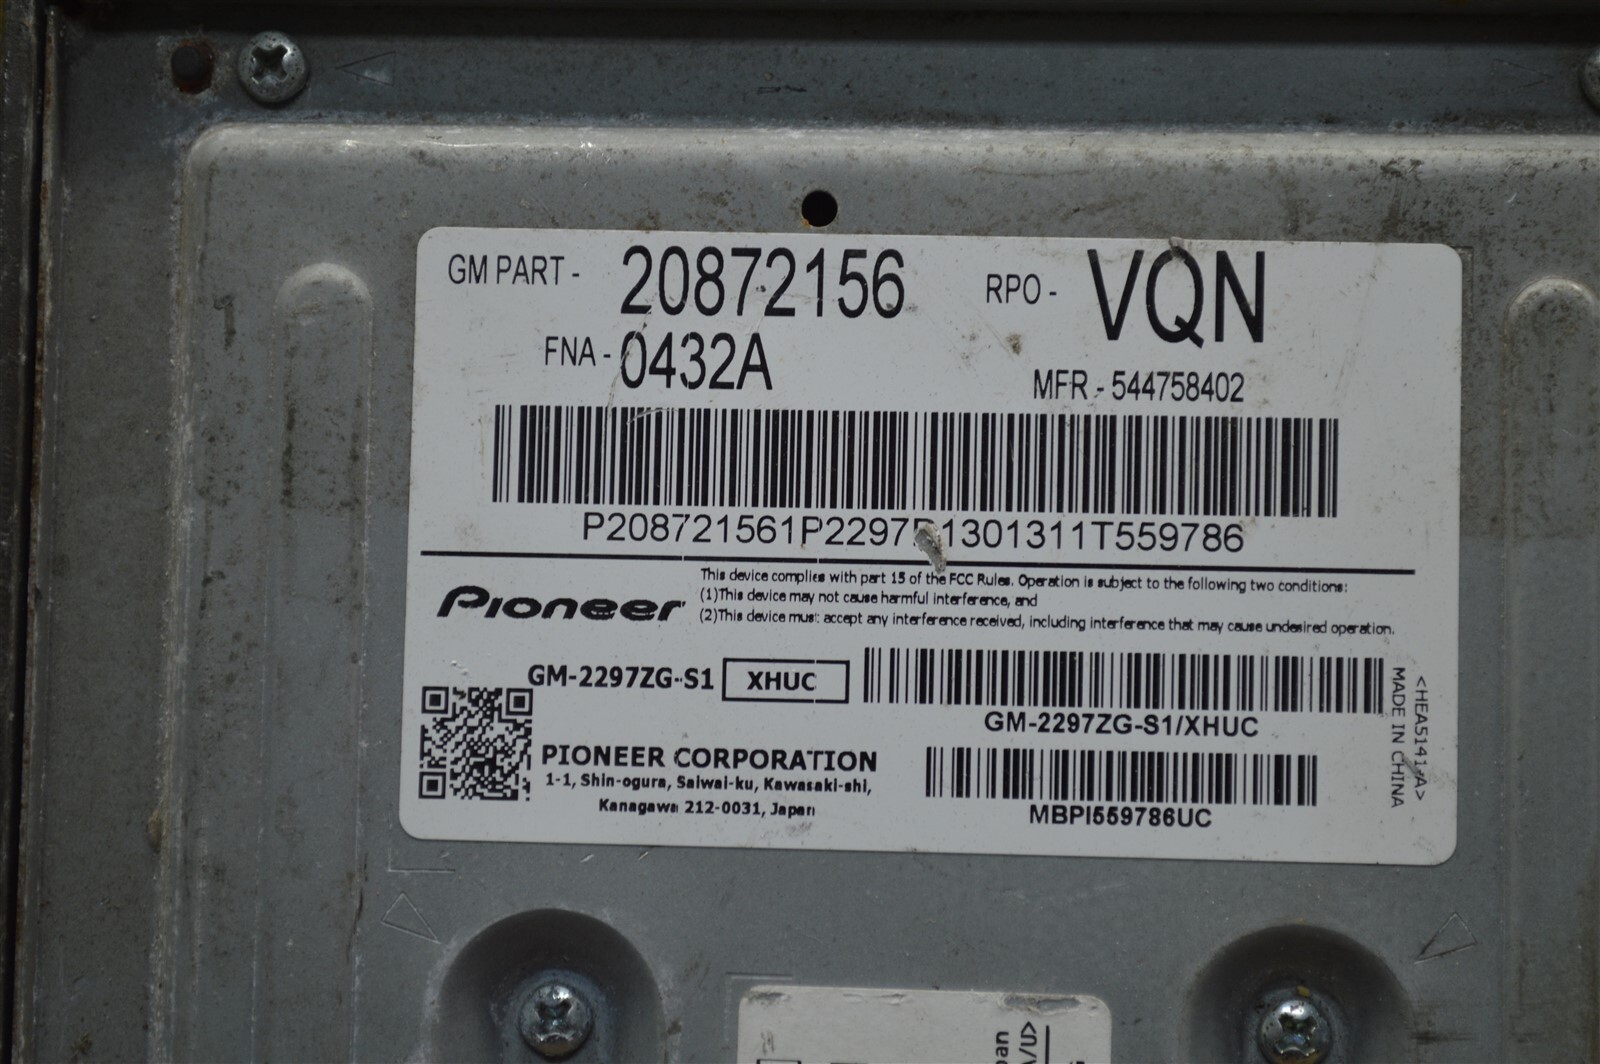 GM PART - 20872156 RPO - VQN
FNA - 0432A MFR - 544758402
P208721561P2297 1301311T559786
This device complies with part 15 of the FCC Rules. Operation is subject to the following two conditions:
(1)This device may not cause harmful interference, and
(2)This device must accept any interference received, including interference that may cause undesired operation.
Pioneer
GM-2297ZG-S1 XHUC
GM-2297ZG-S1/XHUC
PIONEER CORPORATION
1-1, Shin-ogura, Saiwai-ku, Kawasaki-shi,
Kanagawa 212-0031, Japan
MBPI559786UC
<HEA5141-A>
MADE IN CHINA